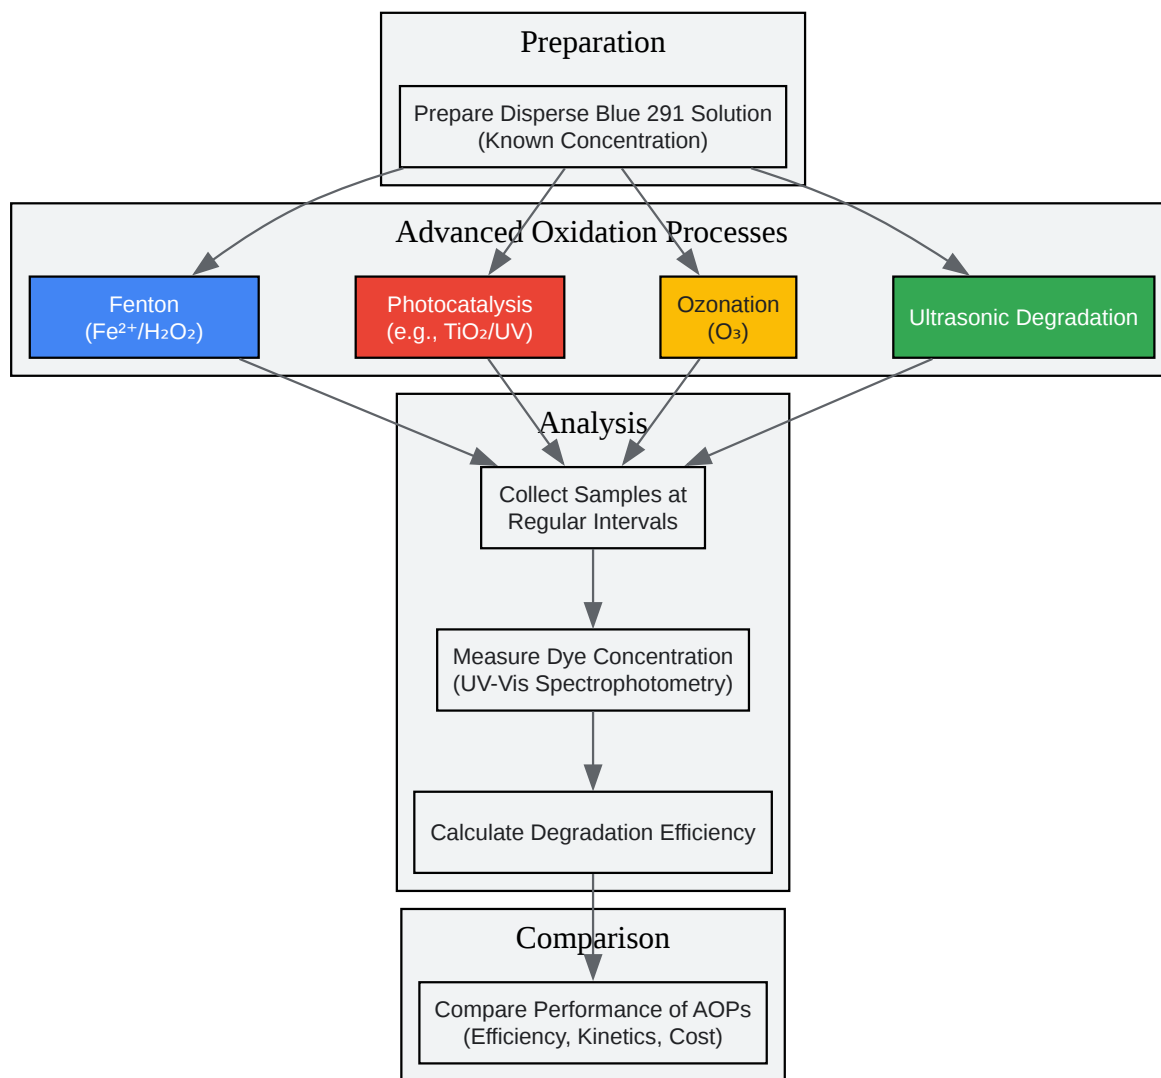 Preparation
Prepare Disperse Blue 291 Solution
(Known Concentration)
Advanced Oxidation Processes
Fenton
(Fe²⁺/H₂O₂)
Photocatalysis
(e.g., TiO₂/UV)
Ozonation
(O₃)
Ultrasonic Degradation
Analysis
Collect Samples at
Regular Intervals
Measure Dye Concentration
(UV-Vis Spectrophotometry)
Calculate Degradation Efficiency
Comparison
Compare Performance of AOPs
(Efficiency, Kinetics, Cost)